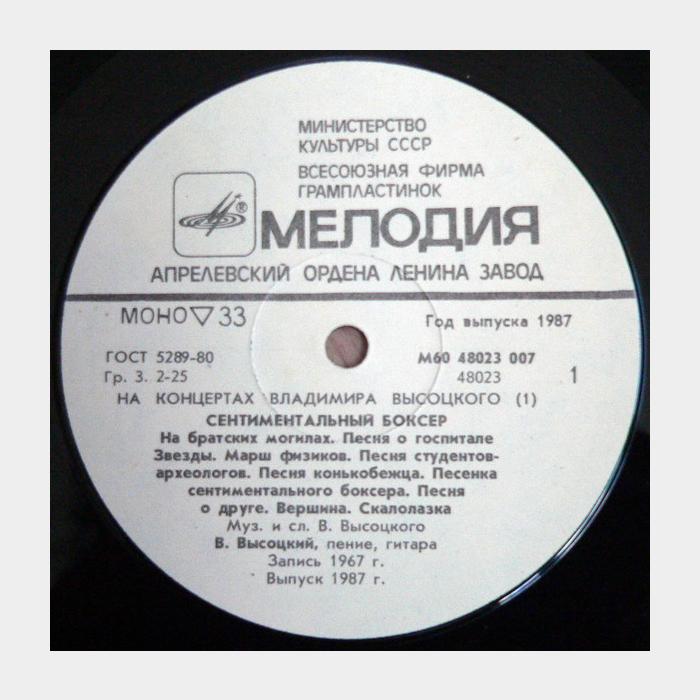 МИНИСТЕРСТВО
КУЛЬТУРЫ СССР
ВСЕСОЮЗНАЯ ФИРМА
ГРАМПЛАСТИНОК
®
МЕЛОДИЯ
АПРЕЛЕВСКИЙ ОРДЕНА ЛЕНИНА ЗАВОД
МОНО ▽ 33
Год выпуска 1987
ГОСТ 5289-80
М60 48023 007
Гр. 3. 2-25
48023
1
НА КОНЦЕРТАХ ВЛАДИМИРА ВЫСОЦКОГО (1)
СЕНТИМЕНТАЛЬНЫЙ БОКСЕР
На братских могилах. Песня о госпитале
Звезды. Марш физиков. Песня студентов-
археологов. Песня конькобежца. Песенка
сентиментального боксера. Песня
о друге. Вершина. Скалолазка
Муз. и сл. В. Высоцкого
В. Высоцкий, пение, гитара
Запись 1967 г.
Выпуск 1987 г.